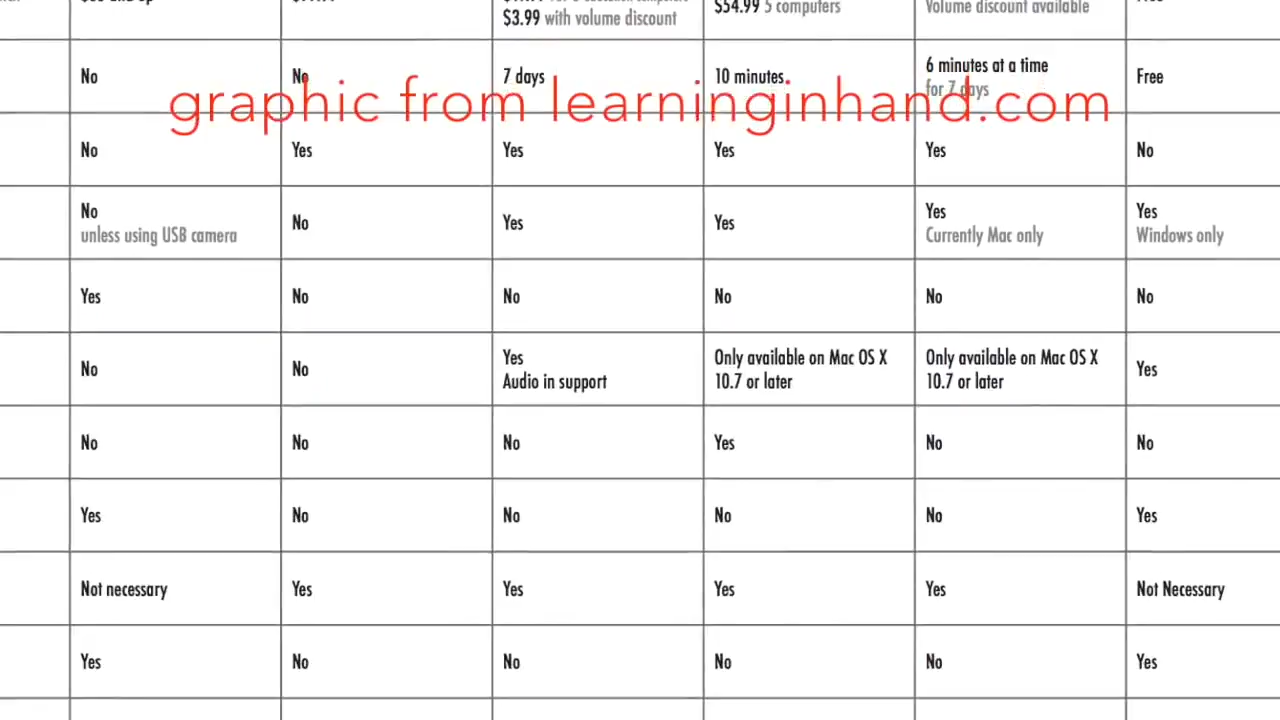 $3.99 with volume discount
$54.99 5 computers
Volume discount available
No
No
7 days
10 minutes
6 minutes at a time
for 7 days
Free
graphic from learninginhand.com
No
Yes
Yes
Yes
Yes
No
No
unless using USB camera
No
Yes
Yes
Yes
Currently Mac only
Yes
Windows only
Yes
No
No
No
No
No
No
No
Yes
Audio in support
Only available on Mac OS X
10.7 or later
Only available on Mac OS X
10.7 or later
Yes
No
No
No
Yes
No
No
Yes
No
No
No
No
Yes
Not necessary
Yes
Yes
Yes
Yes
Not Necessary
Yes
No
No
No
No
Yes